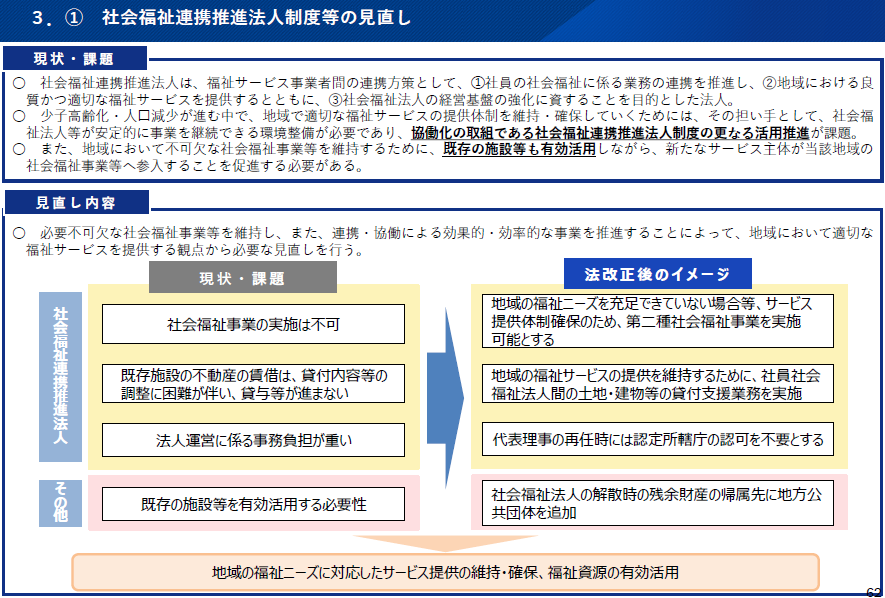 ３．① 社会福祉連携推進法人制度等の見直し
現状・課題
○ 社会福祉連携推進法人は、福祉サービス事業者間の連携方策として、①社員の社会福祉に係る業務の連携を推進し、②地域における良
質かつ適切な福祉サービスを提供するとともに、③社会福祉法人の経営基盤の強化に資することを目的とした法人。
○ 少子高齢化・人口減少が進む中で、地域で適切な福祉サービスの提供体制を維持・確保していくためには、その担い手として、社会福
祉法人等が安定的に事業を継続できる環境整備が必要であり、協働化の取組である社会福祉連携推進法人制度の更なる活用推進が課題。
○ また、地域において不可欠な社会福祉事業等を維持するために、既存の施設等も有効活用しながら、新たなサービス主体が当該地域の
社会福祉事業等へ参入することを促進する必要がある。
見直し内容
○ 必要不可欠な社会福祉事業等を維持し、また、連携・協働による効果的・効率的な事業を推進することによって、地域において適切な
福祉サービスを提供する観点から必要な見直しを行う。
現状・課題
法改正後のイメージ
社会福祉連携推進法人
社会福祉事業の実施は不可
地域の福祉ニーズを充足できていない場合等、サービス
提供体制確保のため、第二種社会福祉事業を実施
可能とする
既存施設の不動産の賃借は、貸付内容等の
調整に困難が伴い、貸与等が進まない
地域の福祉サービスの提供を維持するために、社員社会
福祉法人間の土地・建物等の貸付支援業務を実施
法人運営に係る事務負担が重い
代表理事の再任時には認定所轄庁の認可を不要とする
その他
既存の施設等を有効活用する必要性
社会福祉法人の解散時の残余財産の帰属先に地方公
共団体を追加
地域の福祉ニーズに対応したサービス提供の維持・確保、福祉資源の有効活用
62